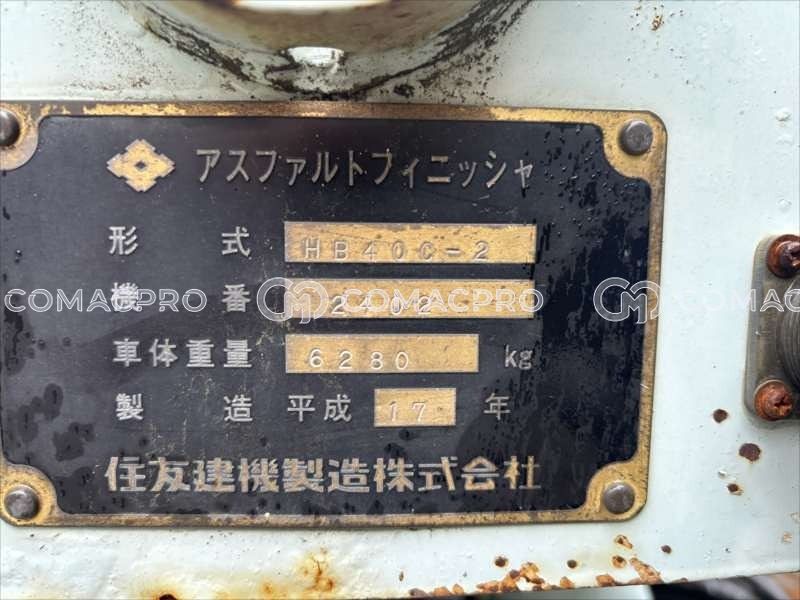 アスファルトフィニッシャ
形式 HB40C-2
機番
車体重量 6280 kg
製造 平成 17 年
住友建機製造株式会社
COMACPRO COMACPRO COMACPRO